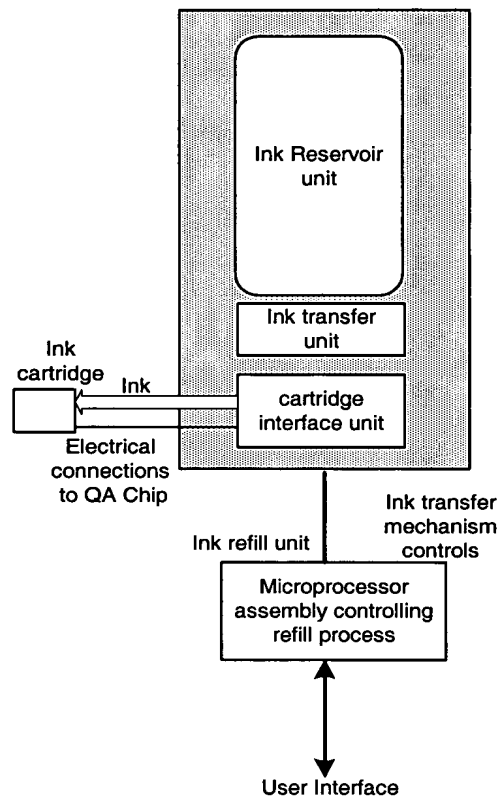 Ink Reservoir
unit
Ink transfer
unit
Ink
cartridge
Ink
cartridge
interface unit
Electrical
connections
to QA Chip
Ink transfer
mechanism
controls
Ink refill unit
Microprocessor
assembly controlling
refill process
User Interface